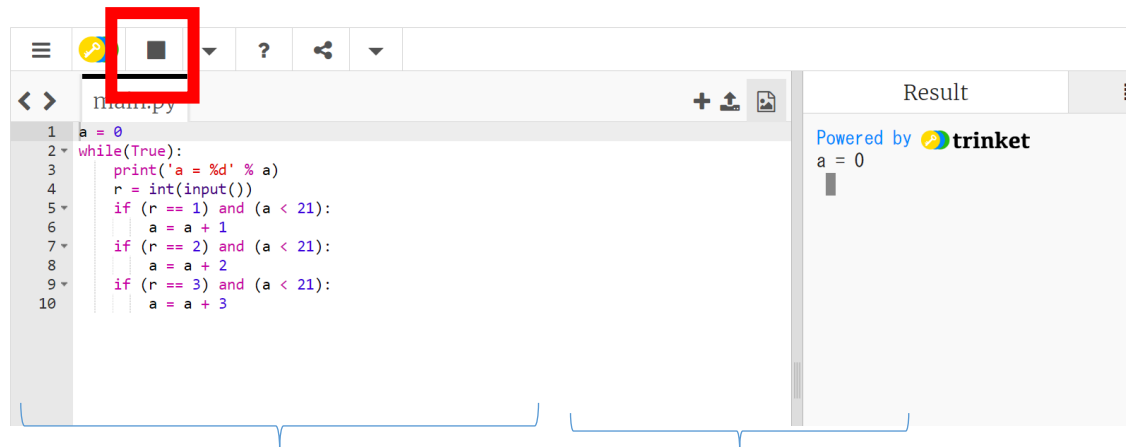 ?
main.py
Result
1 a = 0
2 while(True):
3 print('a = %d' % a)
4 r = int(input())
5 if (r == 1) and (a < 21):
6 a = a + 1
7 if (r == 2) and (a < 21):
8 a = a + 2
9 if (r == 3) and (a < 21):
10 a = a + 3
Powered by trinket
a = 0